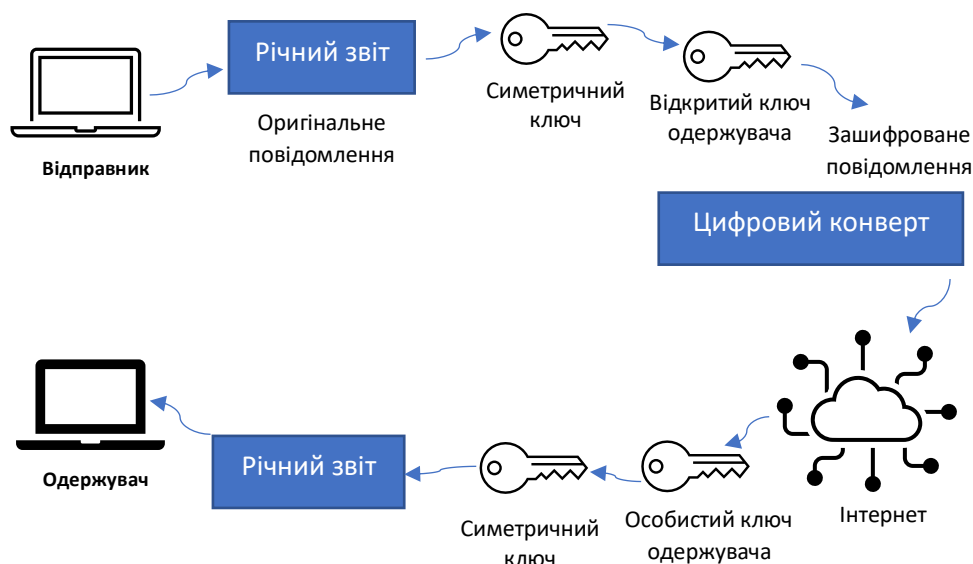 Річний звіт
Відправник
Оригінальне
повідомлення
Симетричний
ключ
Відкритий ключ
одержувача
Зашифроване
повідомлення
Цифровий конверт
Одержувач
Річний звіт
Симетричний
ключ
Особистий ключ
одержувача
Інтернет